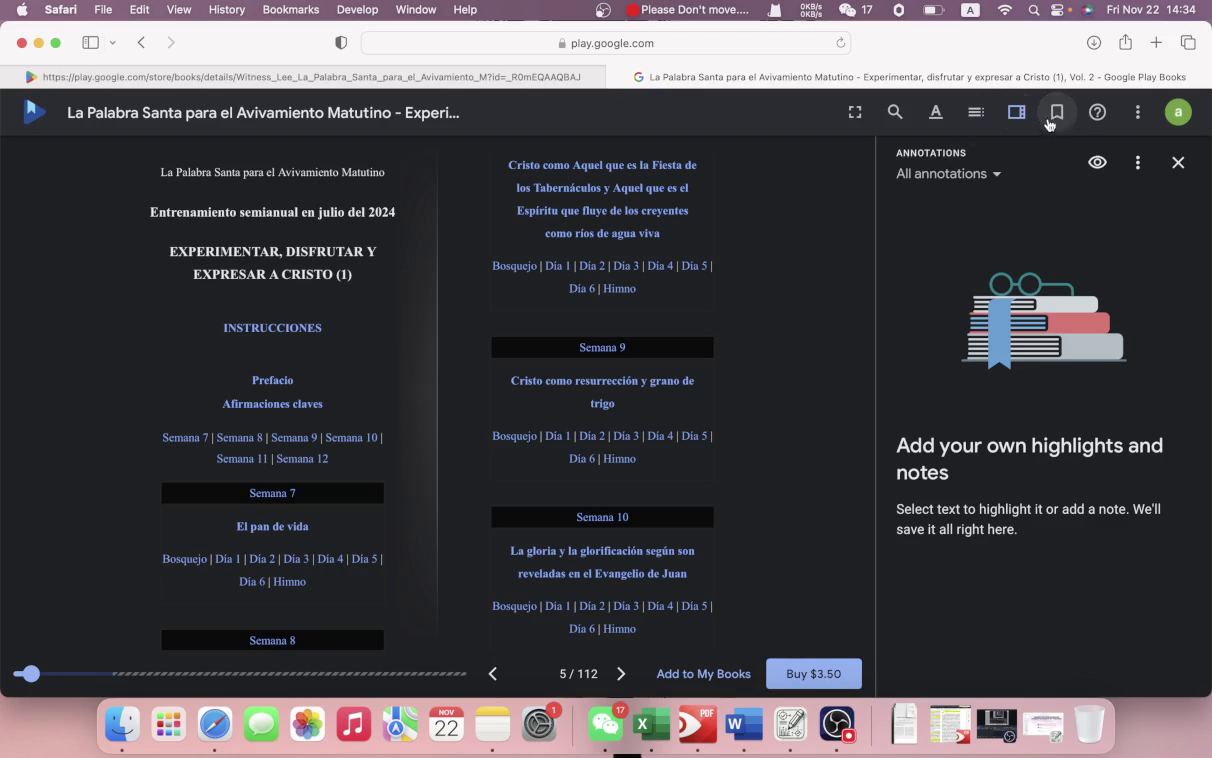 Safari File Edit View History Bookmarks Develop Window Help Please Don't move.... 0KB/s 0KB/s 17 A Fri Nov 22 14:34
play.google.com
https://play.google.com/store/books/details/Witness_Lee_La_Palabra_Santa_para_el_Avivamiento_M?id=_R0mEQAAQBAJ
La Palabra Santa para el Avivamiento Matutino - Experimentar, disfrutar y expresar a Cristo (1), Vol. 2 - Google Play Books
La Palabra Santa para el Avivamiento Matutino - Experi...
a
La Palabra Santa para el Avivamiento Matutino
Entrenamiento semianual en julio del 2024
EXPERIMENTAR, DISFRUTAR Y
EXPRESAR A CRISTO (1)
INSTRUCCIONES
Prefacio
Afirmaciones claves
Semana 7 | Semana 8 | Semana 9 | Semana 10 |
Semana 11 | Semana 12
Semana 7
El pan de vida
Bosquejo | Día 1 | Día 2 | Día 3 | Día 4 | Día 5 |
Día 6 | Himno
Semana 8
Cristo como Aquel que es la Fiesta de
los Tabernáculos y Aquel que es el
Espíritu que fluye de los creyentes
como ríos de agua viva
Bosquejo | Día 1 | Día 2 | Día 3 | Día 4 | Día 5 |
Día 6 | Himno
Semana 9
Cristo como resurrección y grano de
trigo
Bosquejo | Día 1 | Día 2 | Día 3 | Día 4 | Día 5 |
Día 6 | Himno
Semana 10
La gloria y la glorificación según son
reveladas en el Evangelio de Juan
Bosquejo | Día 1 | Día 2 | Día 3 | Día 4 | Día 5 |
Día 6 | Himno
ANNOTATIONS
All annotations
Add your own highlights and
notes
Select text to highlight it or add a note. We'll
save it all right here.
5 / 112
Add to My Books
Buy $3.50
NOV
22
1
17
X
PDF
W